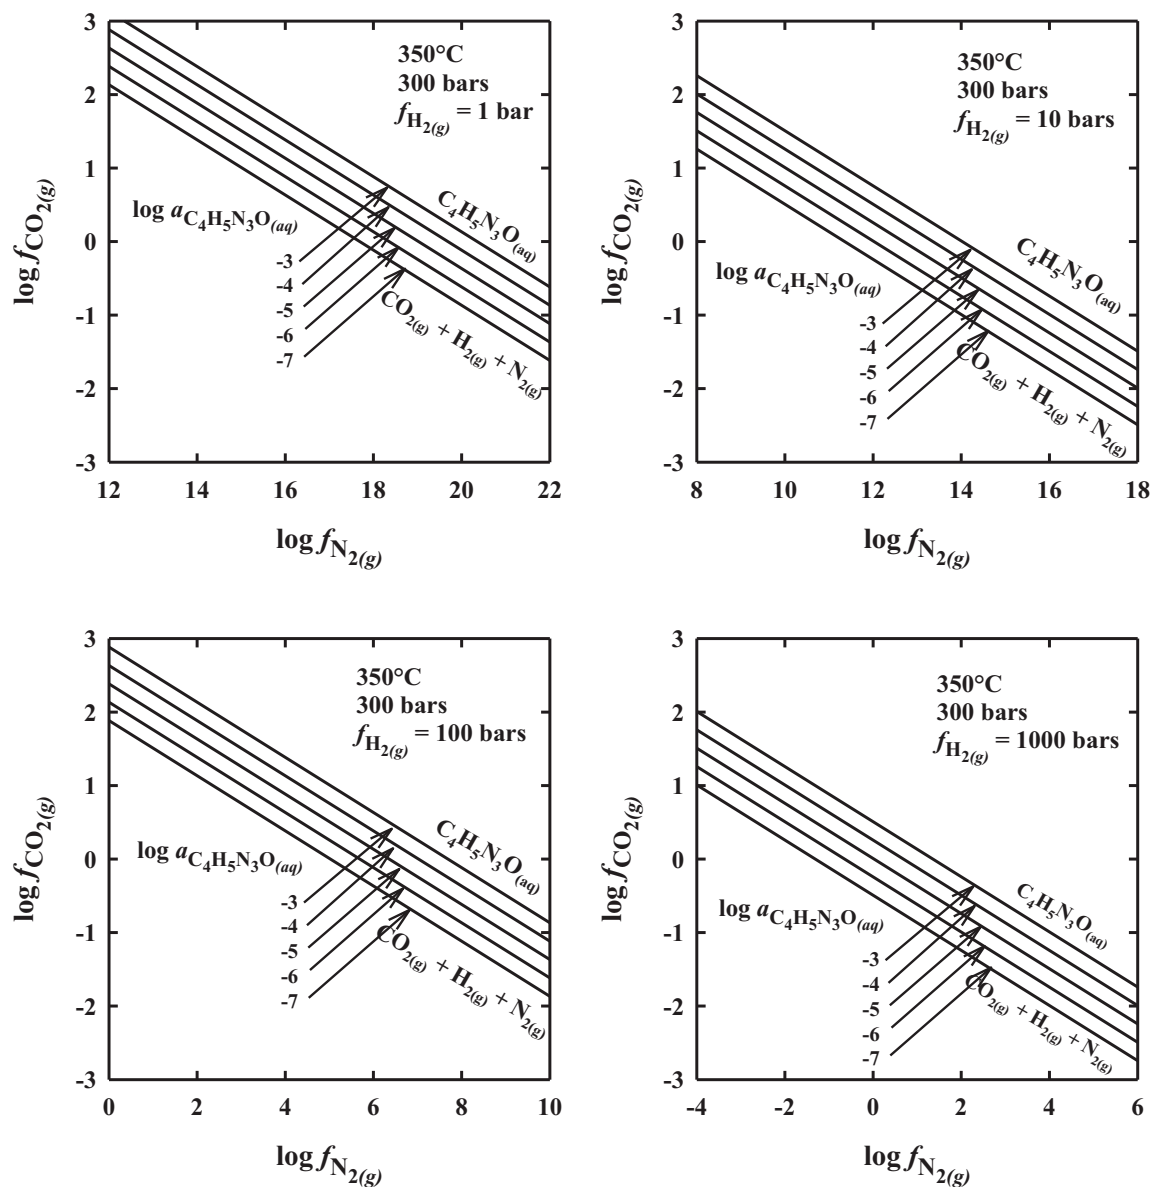 3
2
1
0
-1
-2
-3
log fCO2(g)
350°C
300 bars
fH2(g) = 1 bar
log aC4H5N3O(aq)
C4H5N3O(aq)
-3
-4
-5
-6
-7
CO2(g) + H2(g) + N2(g)
12 14 16 18 20 22
log fN2(g)
3
2
1
0
-1
-2
-3
log fCO2(g)
350°C
300 bars
fH2(g) = 10 bars
log aC4H5N3O(aq)
C4H5N3O(aq)
-3
-4
-5
-6
-7
CO2(g) + H2(g) + N2(g)
8 10 12 14 16 18
log fN2(g)
3
2
1
0
-1
-2
-3
log fCO2(g)
350°C
300 bars
fH2(g) = 100 bars
log aC4H5N3O(aq)
C4H5N3O(aq)
-3
-4
-5
-6
-7
CO2(g) + H2(g) + N2(g)
0 2 4 6 8 10
log fN2(g)
3
2
1
0
-1
-2
-3
log fCO2(g)
350°C
300 bars
fH2(g) = 1000 bars
log aC4H5N3O(aq)
C4H5N3O(aq)
-3
-4
-5
-6
-7
CO2(g) + H2(g) + N2(g)
-4 -2 0 2 4 6
log fN2(g)